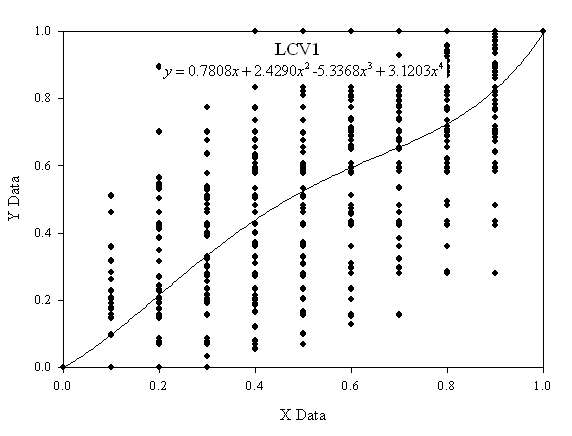 1.0
LCV1
y = 0.7808x + 2.4290x² -5.3368x³ + 3.1203x⁴
0.8
0.6
Y Data
0.4
0.2
0.0
0.0 0.2 0.4 0.6 0.8 1.0
X Data